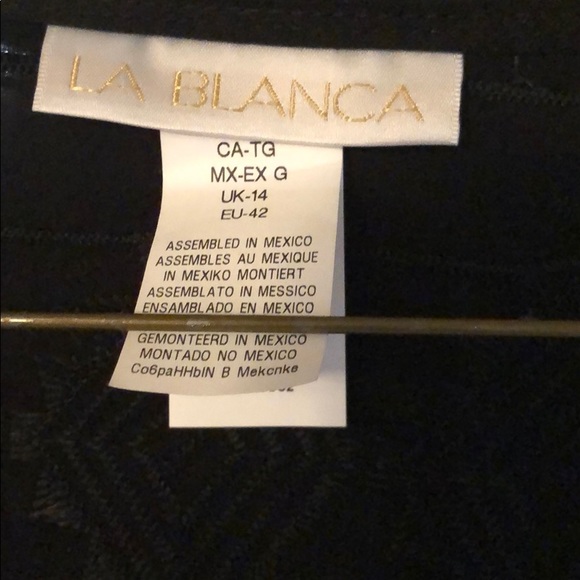 LA BLANCA
CA-TG
MX-EX G
UK-14
EU-42
ASSEMBLED IN MEXICO
ASSEMBLES AU MEXIQUE
IN MEXIKO MONTIERT
ASSEMBLATO IN MESSICO
ENSAMBLADO EN MEXICO
GEMONTEERD IN MEXICO
MONTADO NO MEXICO
Co6paHHbIN B Mekcnke